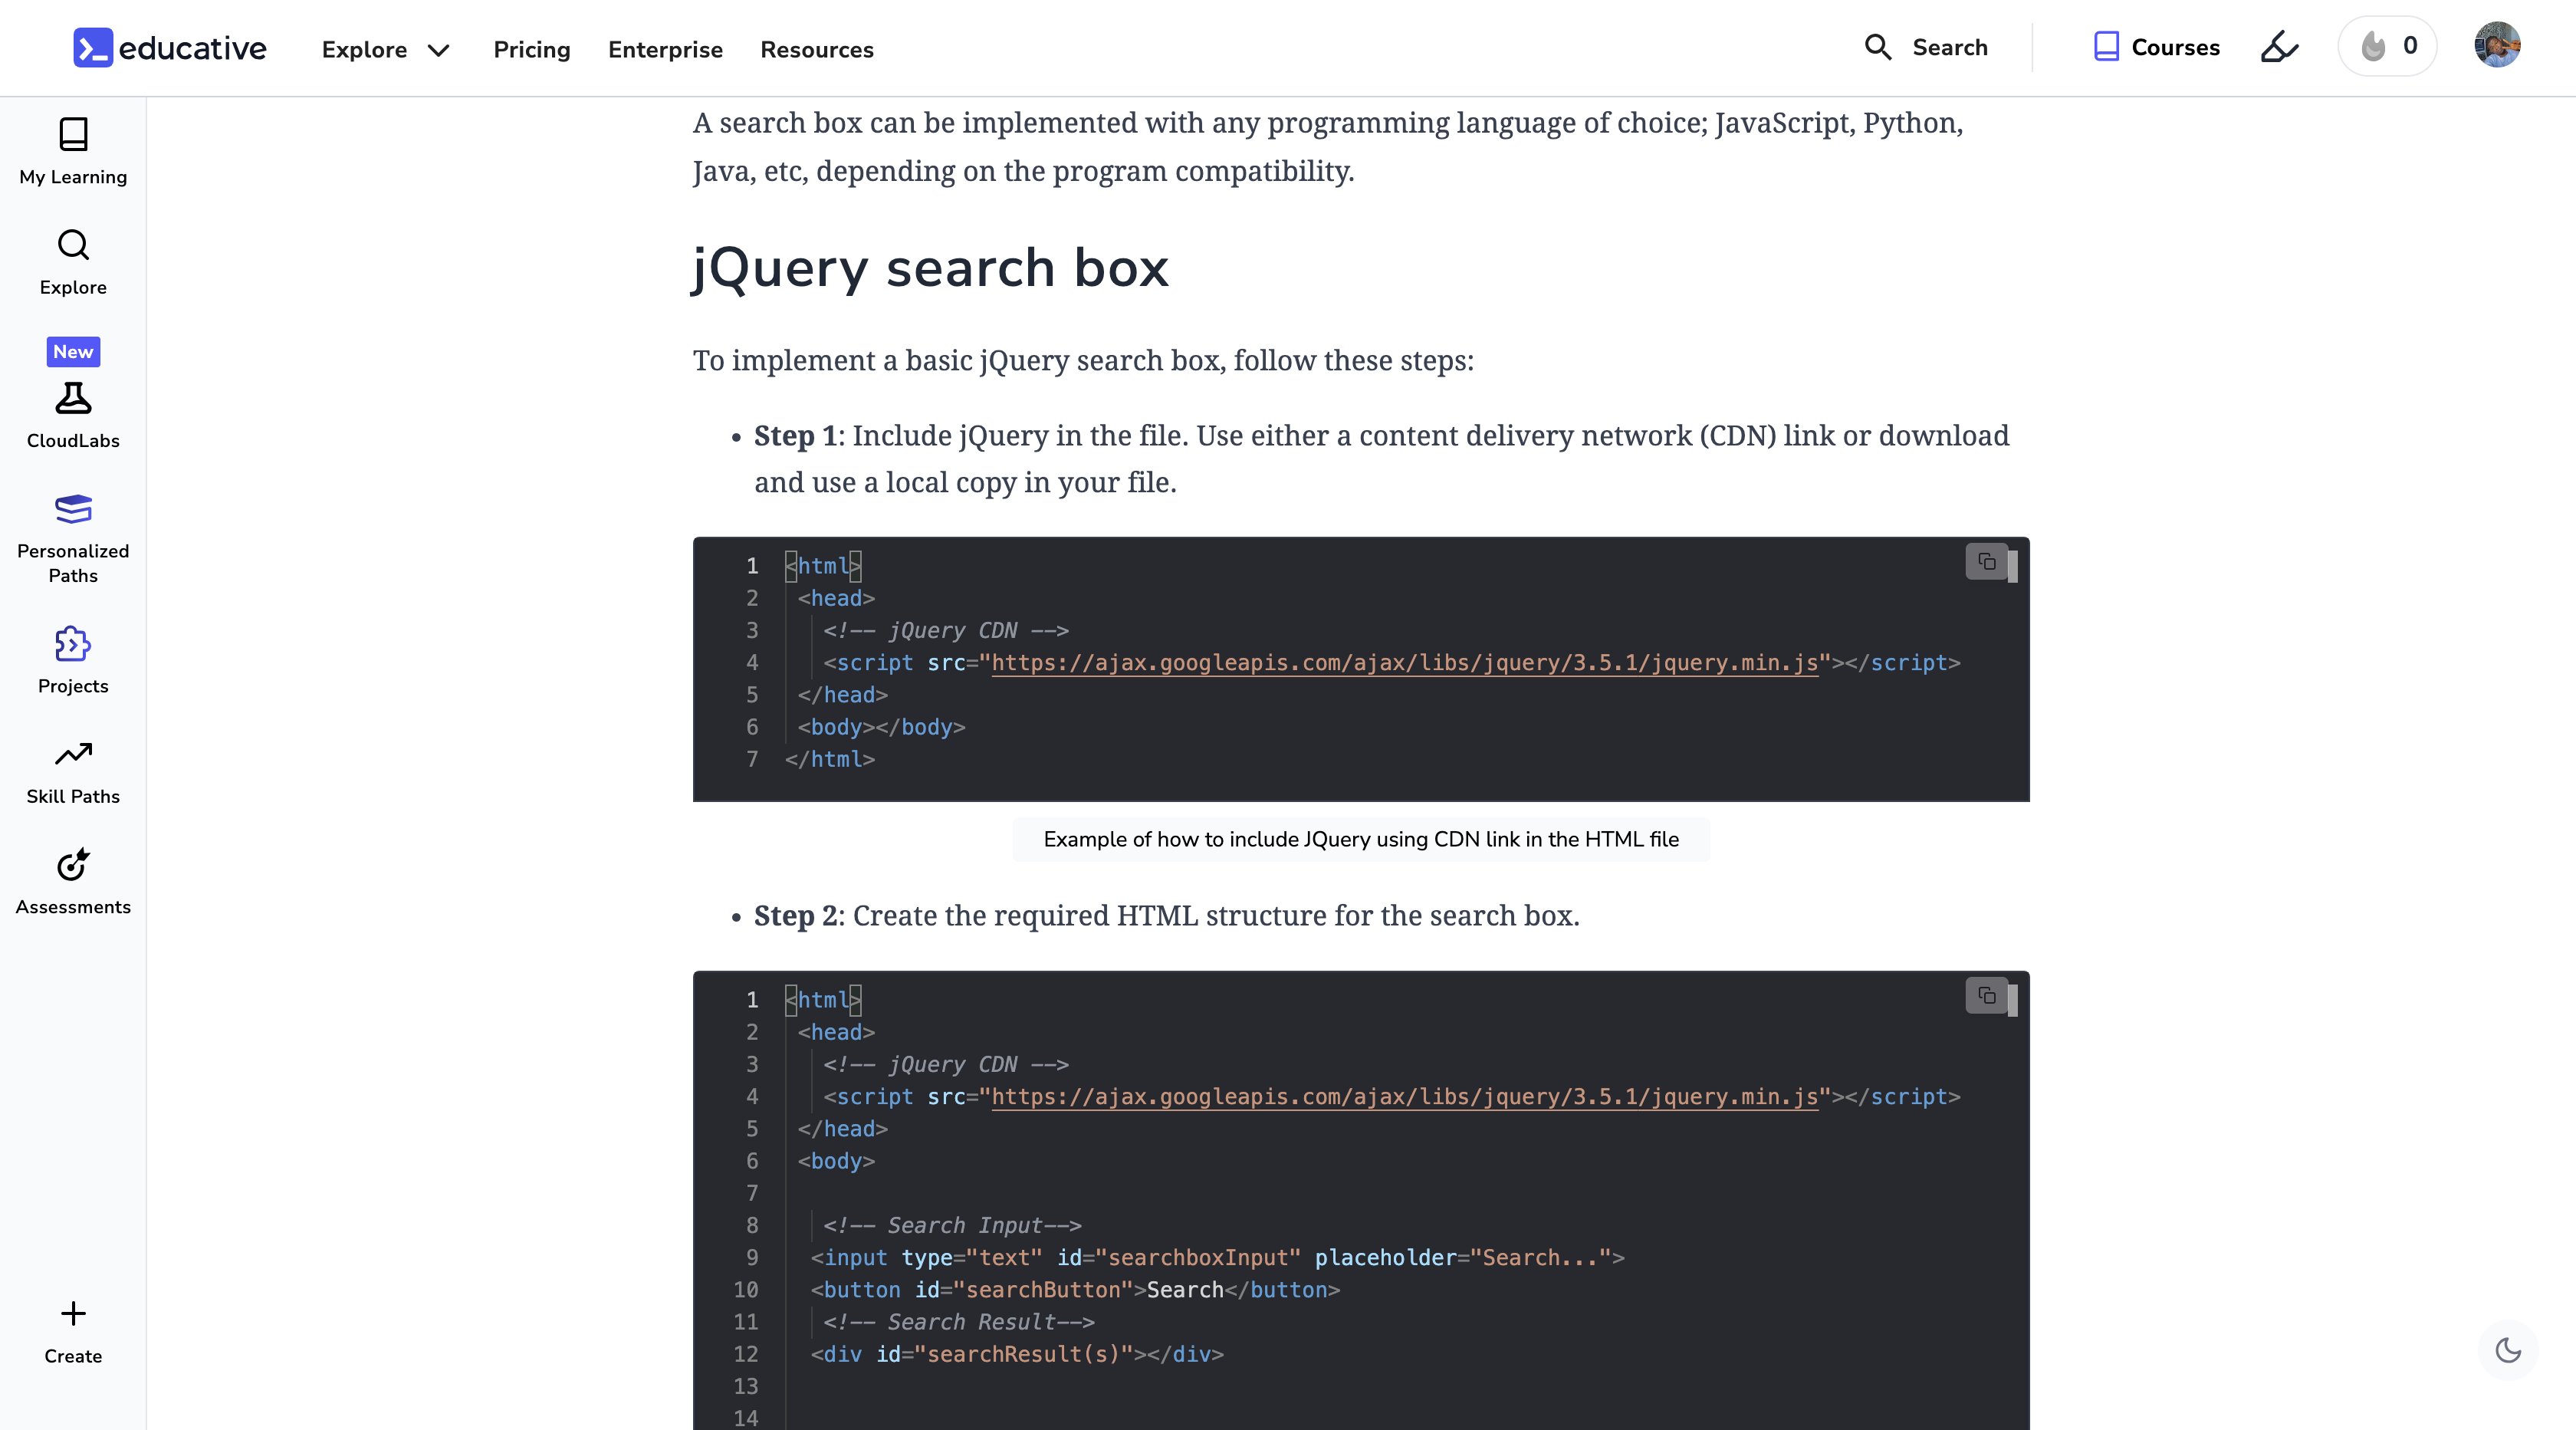 educative
Explore
Pricing
Enterprise
Resources
Search
Courses
0
My Learning
Explore
New
CloudLabs
Personalized
Paths
Projects
Skill Paths
Assessments
Create
A search box can be implemented with any programming language of choice; JavaScript, Python,
Java, etc, depending on the program compatibility.
jQuery search box
To implement a basic jQuery search box, follow these steps:
• Step 1: Include jQuery in the file. Use either a content delivery network (CDN) link or download
and use a local copy in your file.
1 <html>
2 <head>
3 <!-- jQuery CDN -->
4 <script src="https://ajax.googleapis.com/ajax/libs/jquery/3.5.1/jquery.min.js"></script>
5 </head>
6 <body></body>
7 </html>
Example of how to include JQuery using CDN link in the HTML file
• Step 2: Create the required HTML structure for the search box.
1 <html>
2 <head>
3 <!-- jQuery CDN -->
4 <script src="https://ajax.googleapis.com/ajax/libs/jquery/3.5.1/jquery.min.js"></script>
5 </head>
6 <body>
7
8 <!-- Search Input-->
9 <input type="text" id="searchboxInput" placeholder="Search...">
10 <button id="searchButton">Search</button>
11 <!-- Search Result-->
12 <div id="searchResult(s)"></div>
13
14